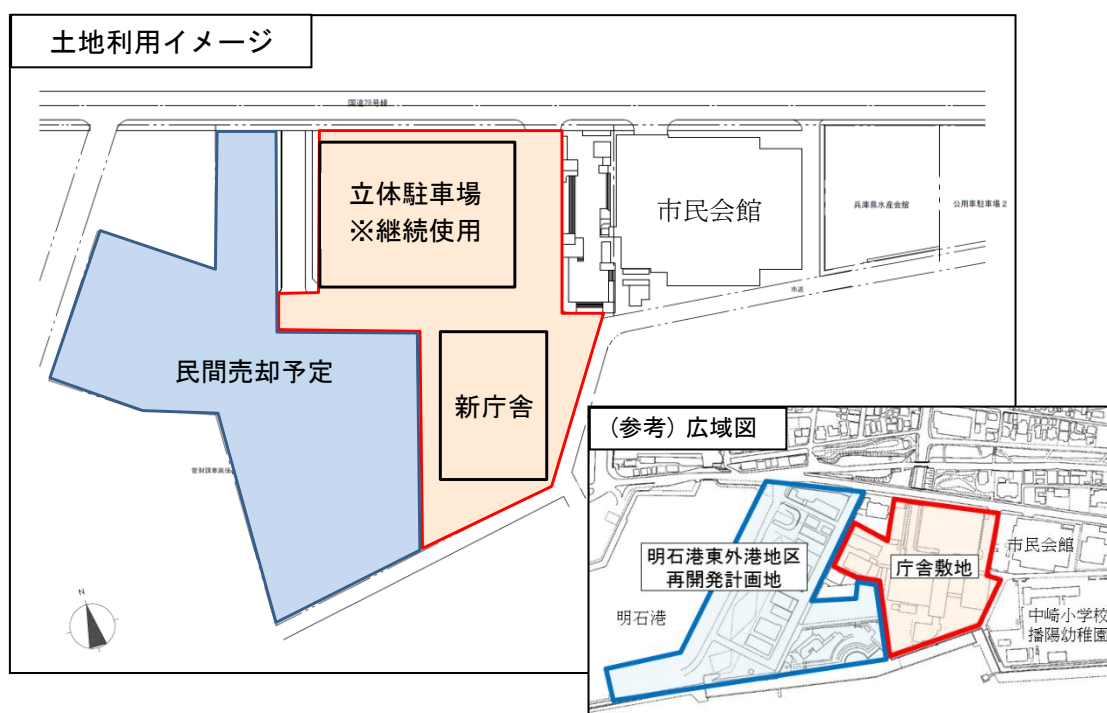 土地利用イメージ
国道28号線
立体駐車場
※継続使用
市民会館
兵庫県水産会館
公用車駐車場2
市道
民間売却予定
新庁舎
N
(参考)広域図
明石港東外港地区
再開発計画地
庁舎敷地
市民会館
明石港
中崎小学校
播陽幼稚園